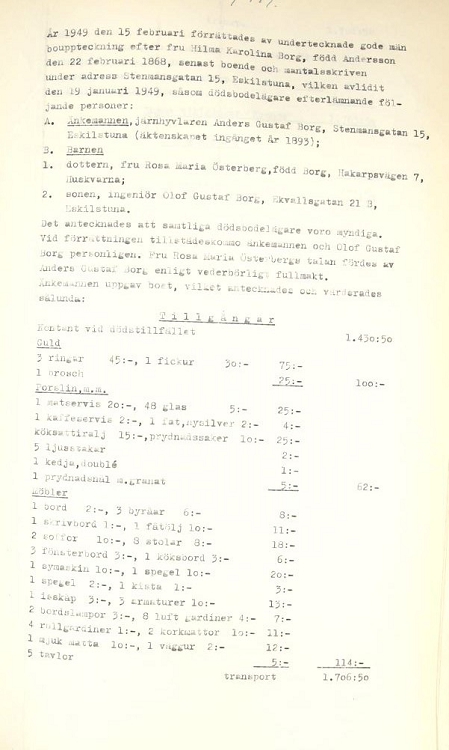 År 1949 den 15 februari förrättades av undertecknade gode män
bouppteckning efter fru Hilma Karolina Borg, född Andersson
den 22 februari 1868, senast boende och mantalsskriven
under adress Stenmansgatan 15, Eskilstuna, vilken avlidit
den 19 januari 1949, såsom dödsbodelägare efterlämnande föl-
jande personer:
A. Änkemannen, järnhyvlaren Anders Gustaf Borg, Stenmansgatan 15,
Eskilstuna (äktenskapet ingånget år 1893);
B. Barnen
1. dottern, fru Rosa Maria Österberg, född Borg, Hakarpsvägen 7,
Huskvarna;
2. sonen, ingeniör Olof Gustaf Borg, Ekvallsgatan 21 B,
Eskilstuna.
Det antecknades att samtliga dödsbodelägare voro myndiga.
Vid förrättningen tillstädeskommo änkemannen och Olof Gustaf
Borg personligen. Fru Rosa Maria Österbergs talan fördes av
Anders Gustaf Borg enligt vederbörligt fullmakt.
Änkemannen uppgav boet, vilket antecknades och värderades
sålunda:
Tillgångar
Kontant vid dödstillfället 1.430:50
Guld
3 ringar 45:-, 1 fickur 30:- 75:-
1 brosch 25:- 100:-
Porslin,m.m.
1 matservis 20:-, 48 glas 5:- 25:-
1 kaffeservis 2:-, 1 fat,nysilver 2:- 4:-
köksattiralj 15:-,prydnadssaker 10:- 25:-
5 ljusstakar 2:-
1 kedja,doublé 1:-
1 prydnadsnål m.granat 5:- 62:-
Möbler
1 bord 2:-, 3 byråar 6:- 8:-
1 skrivbord 1:-, 1 fåtölj 10:- 11:-
2 soffor 10:-, 8 stolar 8:- 18:-
3 fönsterbord 3:-, 1 köksbord 3:- 6:-
1 symaskin 10:-, 1 spegel 10:- 20:-
1 spegel 2:-, 1 kista 1:- 3:-
1 isskåp 3:-, 3 armaturer 10:- 13:-
2 bordslampor 3:-, 8 luft gardiner 4:- 7:-
4 rullgardiner 1:-, 2 korkmattor 10:- 11:-
1 mjuk matta 10:-, 1 väggur 2:- 12:-
5 tavlor 5:- 114:-
transport 1.706:50